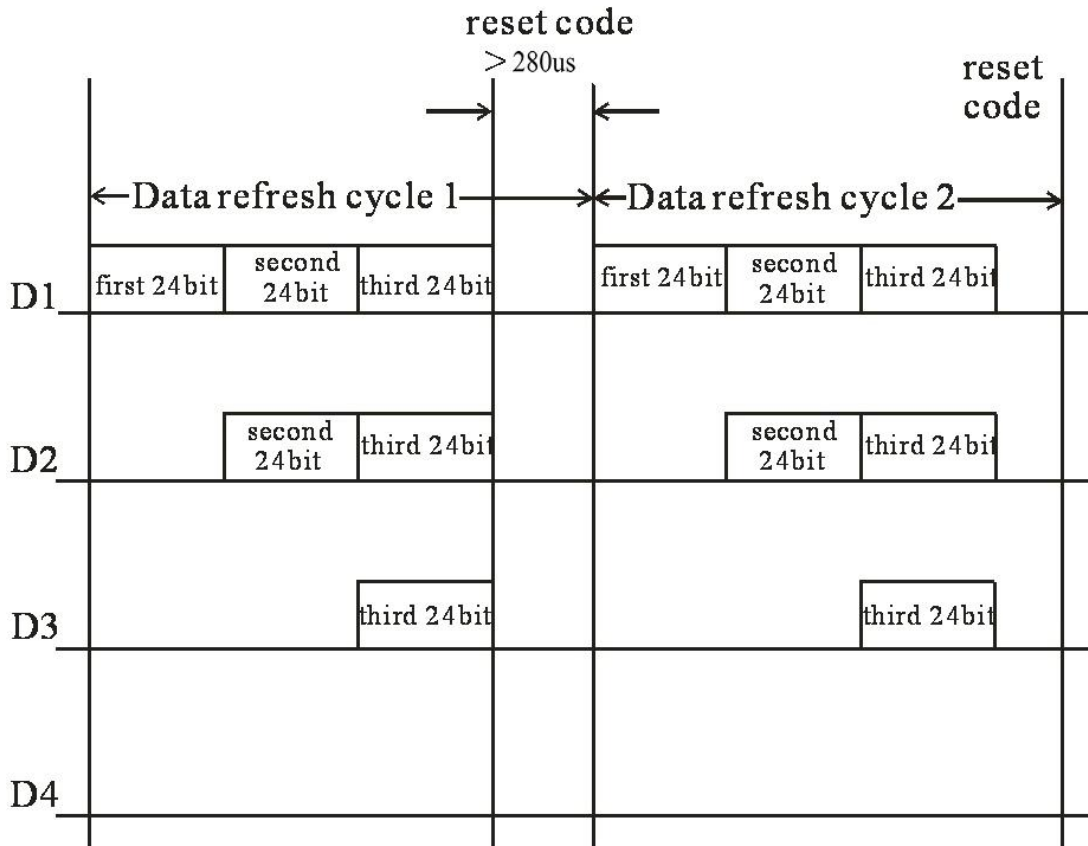 reset code
> 280us
reset
code
Data refresh cycle 1
Data refresh cycle 2
D1
first 24bit
second
24bit
third 24bit
first 24bit
second
24bit
third 24bit
D2
second
24bit
third 24bit
second
24bit
third 24bit
D3
third 24bit
third 24bit
D4